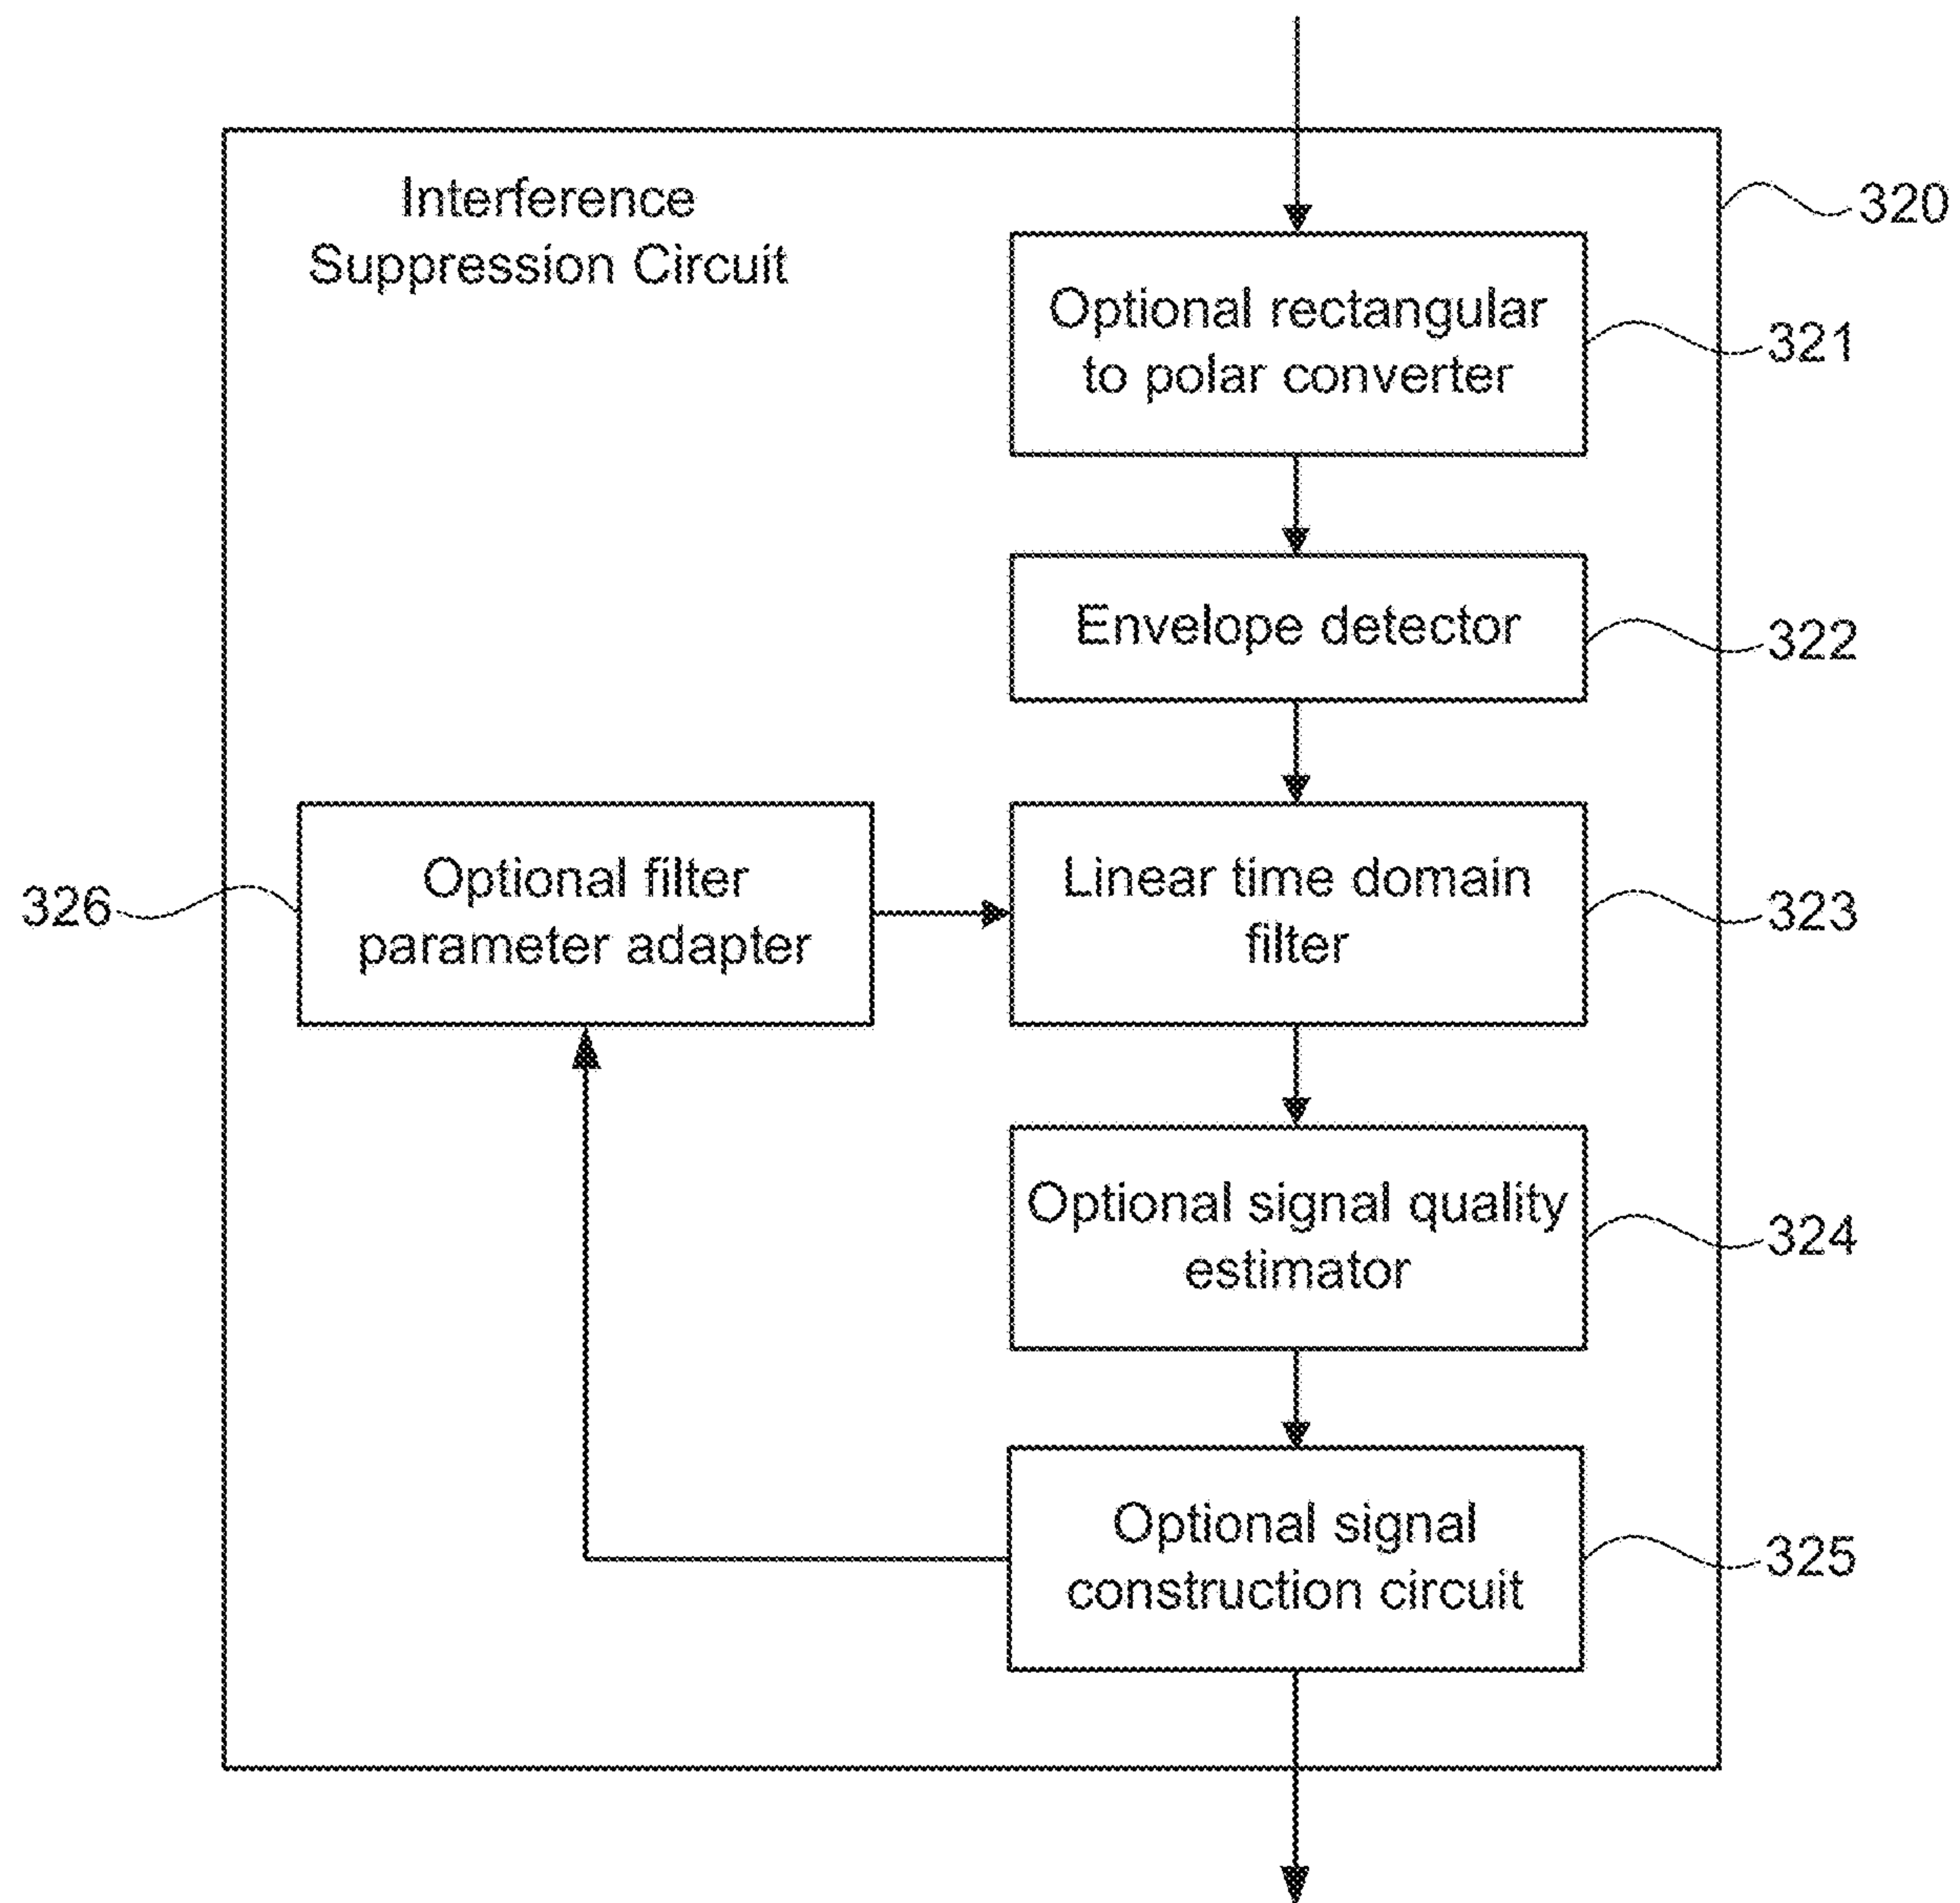 Interference
Suppression Circuit
320
Optional rectangular
to polar converter
321
Envelope detector
322
Optional filter
parameter adapter
326
Linear time domain
filter
323
Optional signal quality
estimator
324
Optional signal
construction circuit
325